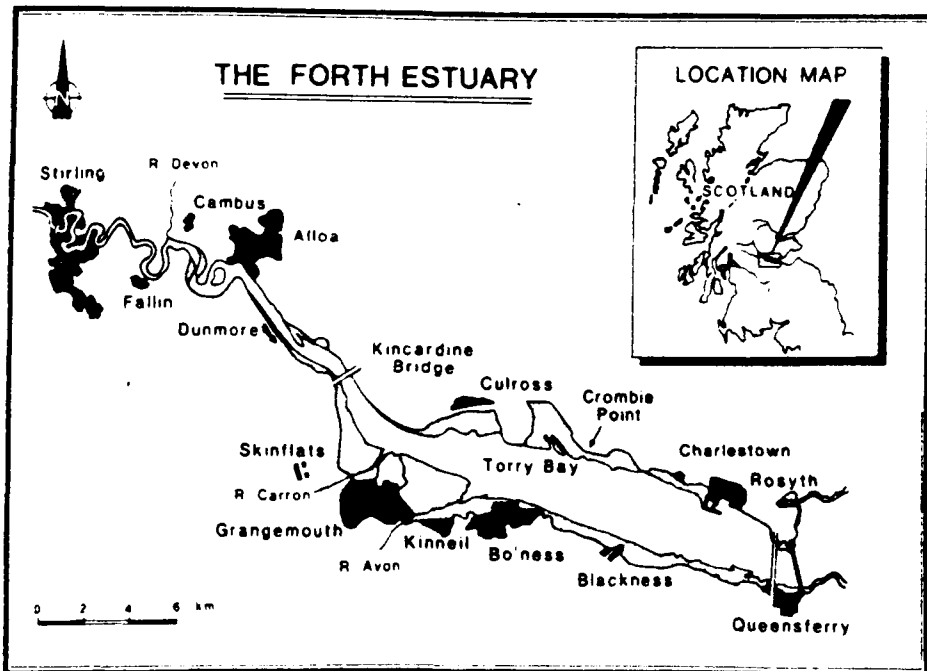 THE FORTH ESTUARY
LOCATION MAP
SCOTLAND
N
Stirling
R Devon
Cambus
Alloa
Fallin
Dunmore
Kincardine
Bridge
Culross
Crombie
Point
Charlestown
Rosyth
Skinflats
Torry Bay
R Carron
Grangemouth
Kinneil
R Avon
Bo'ness
Blackness
Queensferry
0 2 4 6 km